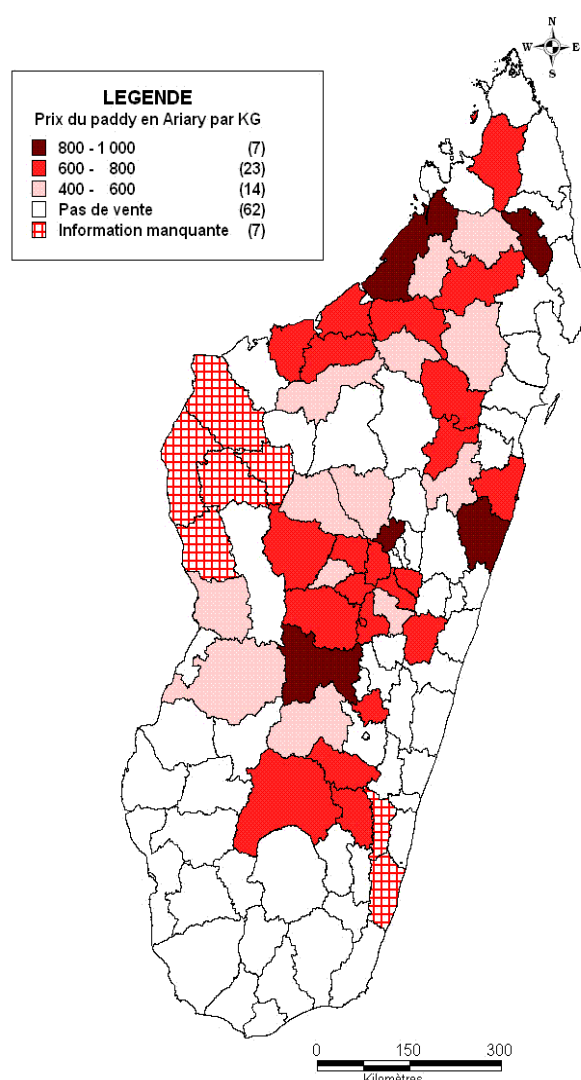 N
W E
S
LEGENDE
Prix du paddy en Ariary par KG
800 - 1 000 (7)
600 - 800 (23)
400 - 600 (14)
Pas de vente (62)
Information manquante (7)
0 150 300
Kilomètres